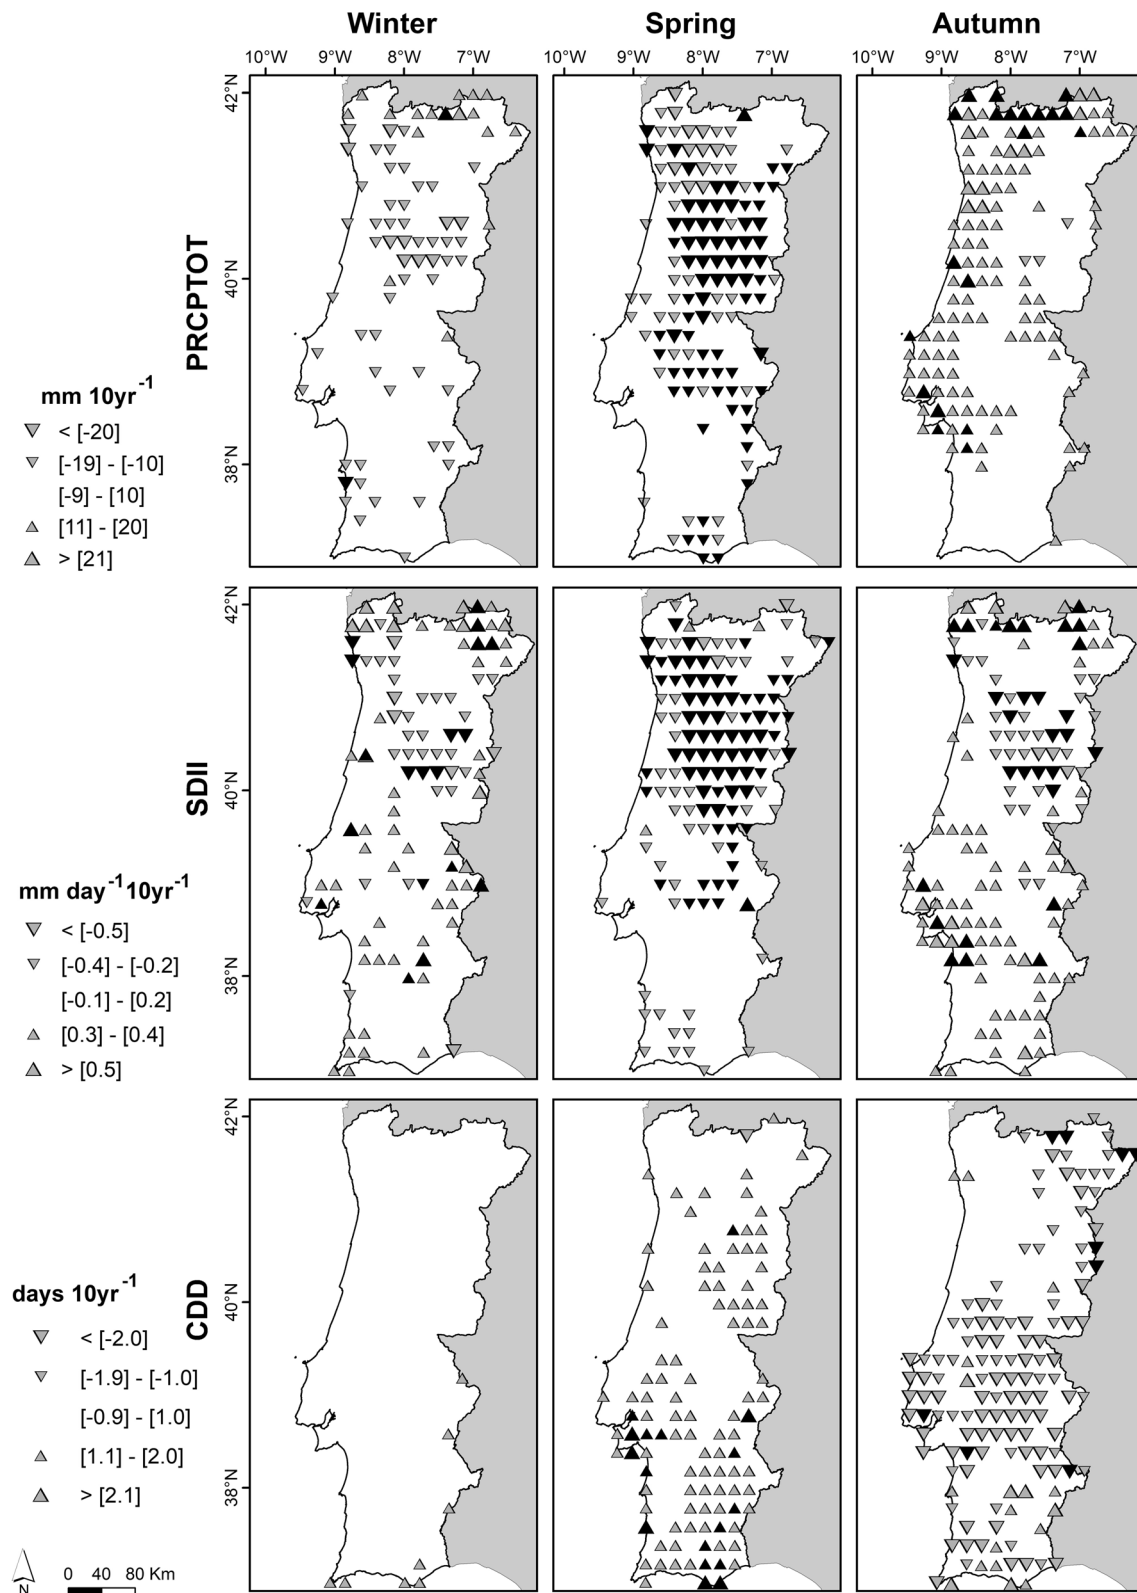 Winter Spring Autumn
10°W 9°W 8°W 7°W 9°W 8°W 7°W 9°W 8°W 7°W
42°N
PRCPTOT
40°N
38°N
mm 10yr⁻¹
< [-20]
[-19] - [-10]
[-9] - [10]
[11] - [20]
> [21]
42°N
SDII
40°N
38°N
mm day⁻¹10yr⁻¹
< [-0.5]
[-0.4] - [-0.2]
[-0.1] - [0.2]
[0.3] - [0.4]
> [0.5]
42°N
CDD
40°N
38°N
days 10yr⁻¹
< [-2.0]
[-1.9] - [-1.0]
[-0.9] - [1.0]
[1.1] - [2.0]
> [2.1]
N
0 40 80 Km